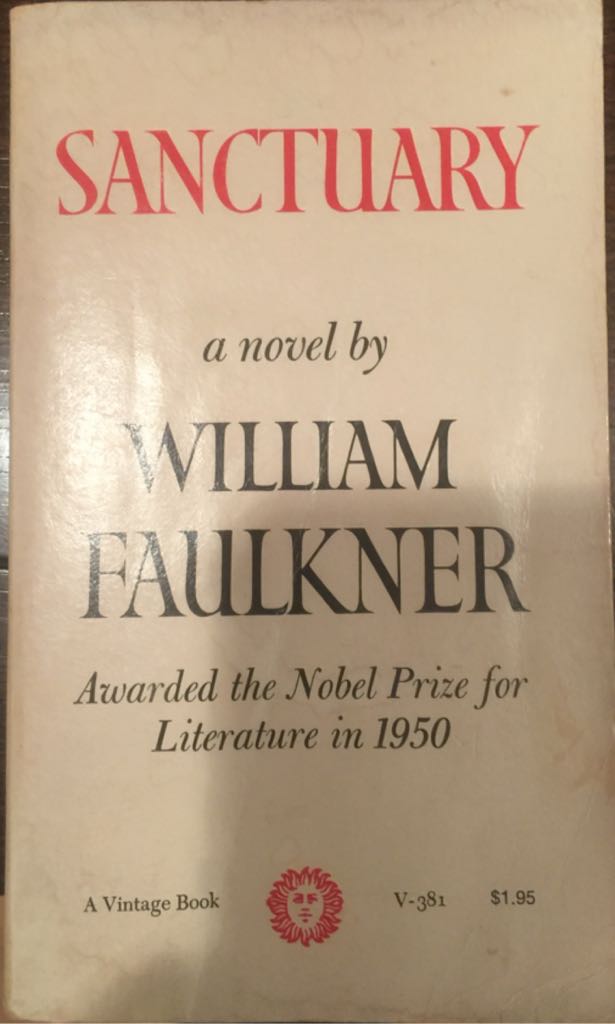 SANCTUARY
a novel by
WILLIAM
FAULKNER
Awarded the Nobel Prize for
Literature in 1950
A Vintage Book V-381 $1.95